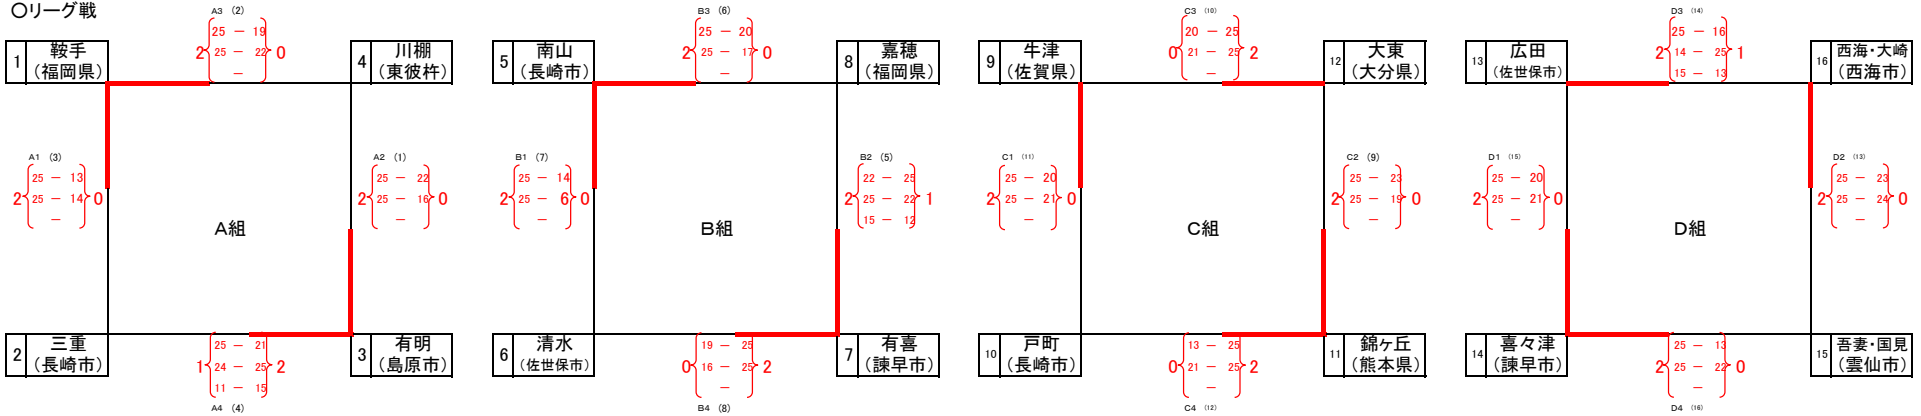 〇リーグ戦
A3 (2)
25 － 19
25 － 22
－
2 0
1 鞍手 (福岡県)
4 川棚 (東彼杵)
A1 (3)
25 － 13
25 － 14
－
2 0
A2 (1)
25 － 22
25 － 16
－
2 0
A組
2 三重 (長崎市)
3 有明 (島原市)
25 － 21
24 － 25
11 － 15
1 2
A4 (4)
B3 (6)
25 － 20
25 － 17
－
2 0
5 南山 (長崎市)
8 嘉穂 (福岡県)
B1 (7)
25 － 14
25 － 6
－
2 0
B2 (5)
22 － 25
25 － 22
15 － 12
2 1
B組
6 清水 (佐世保市)
7 有喜 (諫早市)
19 － 25
16 － 25
－
0 2
B4 (8)
C3 (10)
20 － 25
21 － 25
－
0 2
9 牛津 (佐賀県)
12 大東 (大分県)
C1 (11)
25 － 20
25 － 21
－
2 0
C2 (9)
25 － 23
25 － 19
－
2 0
C組
10 戸町 (長崎市)
11 錦ヶ丘 (熊本県)
13 － 25
21 － 25
－
0 2
C4 (12)
D3 (14)
25 － 16
14 － 25
15 － 13
2 1
13 広田 (佐世保市)
16 西海・大崎 (西海市)
D1 (15)
25 － 20
25 － 21
－
2 0
D2 (13)
25 － 23
25 － 24
－
2 0
D組
14 喜々津 (諫早市)
15 吾妻・国見 (雲仙市)
25 － 13
25 － 22
－
2 0
D4 (16)